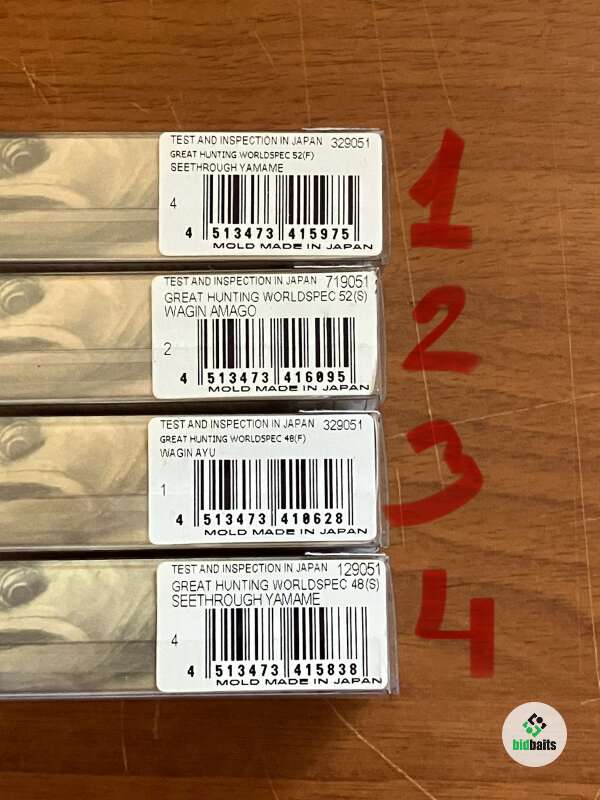 TEST AND INSPECTION IN JAPAN 329051
GREAT HUNTING WORLDSPEC 52(F)
SEETHROUGH YAMAME
4
4 513473 415975
MOLD MADE IN JAPAN
1
TEST AND INSPECTION IN JAPAN 719051
GREAT HUNTING WORLDSPEC 52(S)
WAGIN AMAGO
2
4 513473 416095
MOLD MADE IN JAPAN
2
TEST AND INSPECTION IN JAPAN 329051
GREAT HUNTING WORLDSPEC 48(F)
WAGIN AYU
1
4 513473 410628
MOLD MADE IN JAPAN
3
TEST AND INSPECTION IN JAPAN 129051
GREAT HUNTING WORLDSPEC 48(S)
SEETHROUGH YAMAME
4
4 513473 415838
MOLD MADE IN JAPAN
4
bidbaits